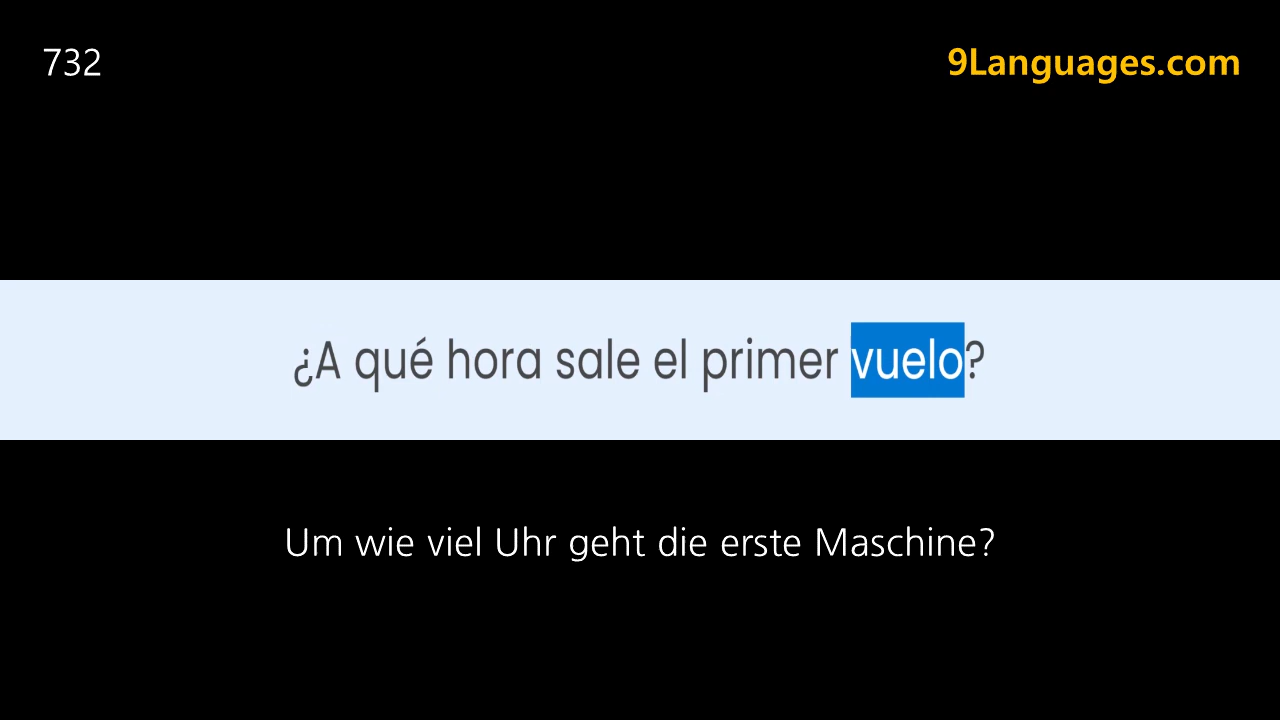 732
9Languages.com
¿A qué hora sale el primer vuelo?
Um wie viel Uhr geht die erste Maschine?